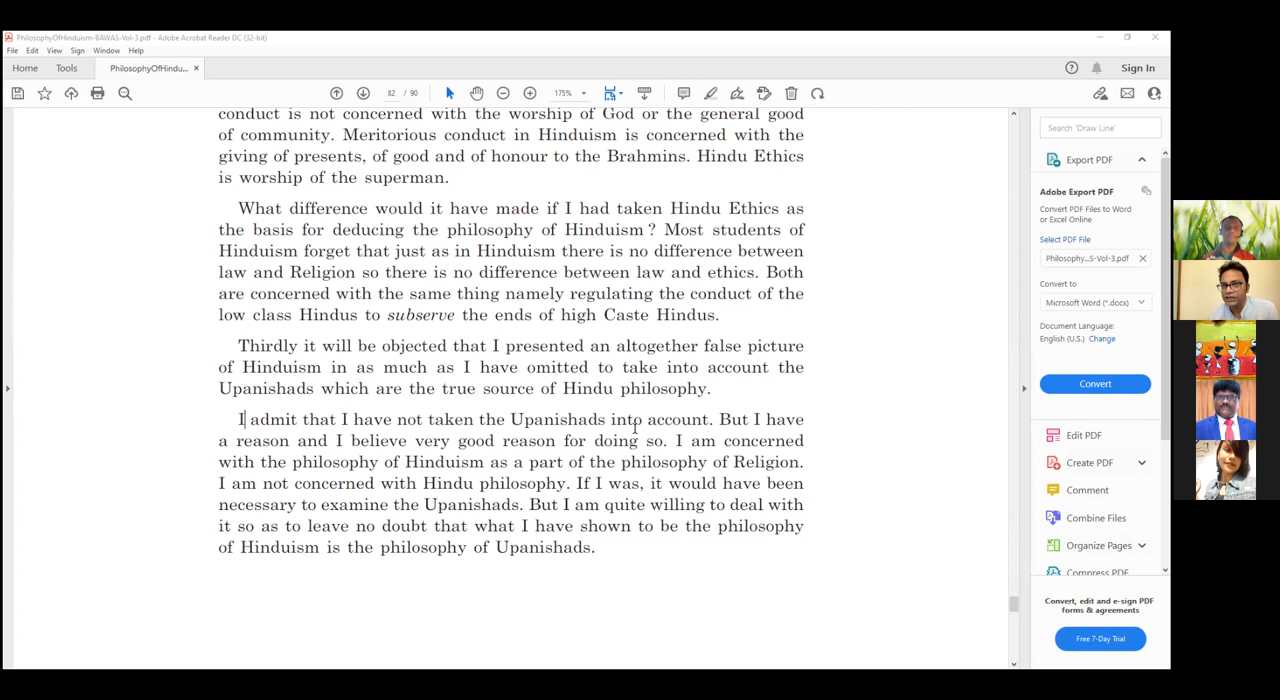 PhilosophyOfHinduism-BAWAS-Vol-3.pdf - Adobe Acrobat Reader DC (32-bit)
File Edit View Sign Window Help
Home Tools PhilosophyOfHindu... × Sign In
82 / 90 175%
conduct is not concerned with the worship of God or the general good
of community. Meritorious conduct in Hinduism is concerned with the
giving of presents, of good and of honour to the Brahmins. Hindu Ethics
is worship of the superman.
What difference would it have made if I had taken Hindu Ethics as
the basis for deducing the philosophy of Hinduism ? Most students of
Hinduism forget that just as in Hinduism there is no difference between
law and Religion so there is no difference between law and ethics. Both
are concerned with the same thing namely regulating the conduct of the
low class Hindus to subserve the ends of high Caste Hindus.
Thirdly it will be objected that I presented an altogether false picture
of Hinduism in as much as I have omitted to take into account the
Upanishads which are the true source of Hindu philosophy.
I admit that I have not taken the Upanishads into account. But I have
a reason and I believe very good reason for doing so. I am concerned
with the philosophy of Hinduism as a part of the philosophy of Religion.
I am not concerned with Hindu philosophy. If I was, it would have been
necessary to examine the Upanishads. But I am quite willing to deal with
it so as to leave no doubt that what I have shown to be the philosophy
of Hinduism is the philosophy of Upanishads.
Search 'Draw Line'
Export PDF
Adobe Export PDF
Convert PDF Files to Word
or Excel Online
Select PDF File
Philosophy...S-Vol-3.pdf
Convert to
Microsoft Word (*.docx)
Document Language:
English (U.S.) Change
Convert
Edit PDF
Create PDF
Comment
Combine Files
Organize Pages
Compress PDF
Convert, edit and e-sign PDF
forms & agreements
Free 7-Day Trial